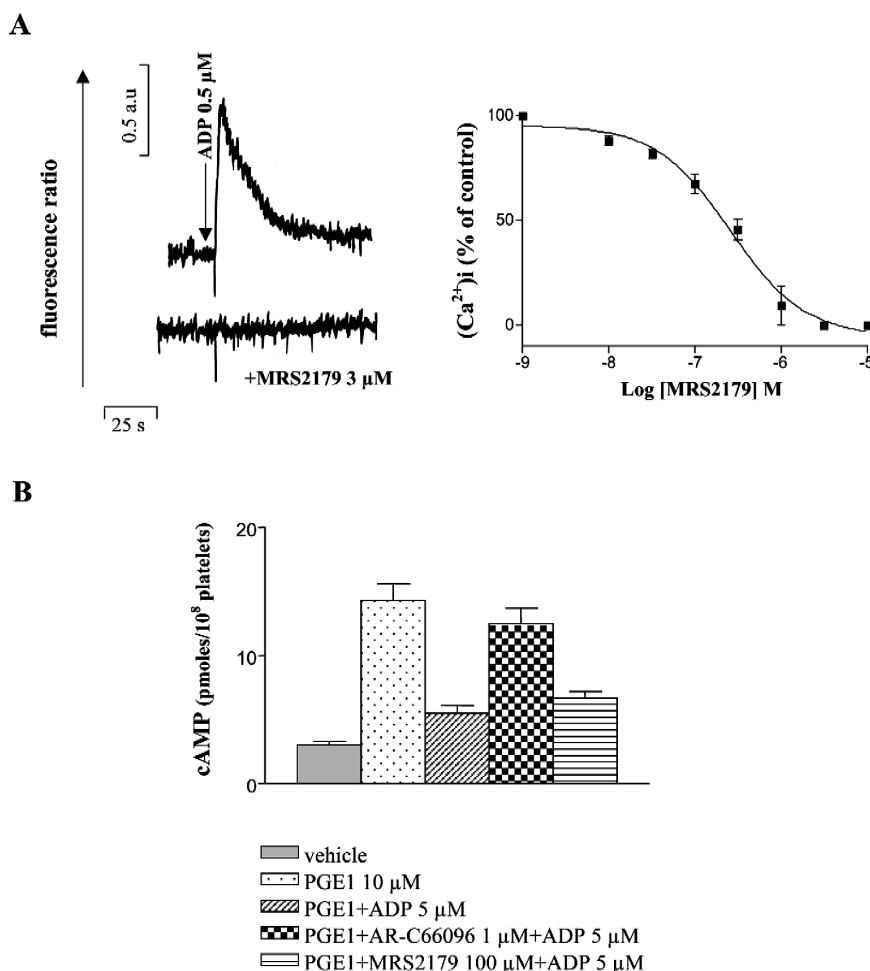 A
fluorescence ratio
0.5 a.u
ADP 0.5 µM
+MRS2179 3 µM
25 s
(Ca²⁺)i (% of control)
100
50
0
-9
-8
-7
-6
-5
Log [MRS2179] M
B
cAMP (pmoles/10⁸ platelets)
20
10
0
vehicle
PGE1 10 µM
PGE1+ADP 5 µM
PGE1+AR-C66096 1 µM+ADP 5 µM
PGE1+MRS2179 100 µM+ADP 5 µM